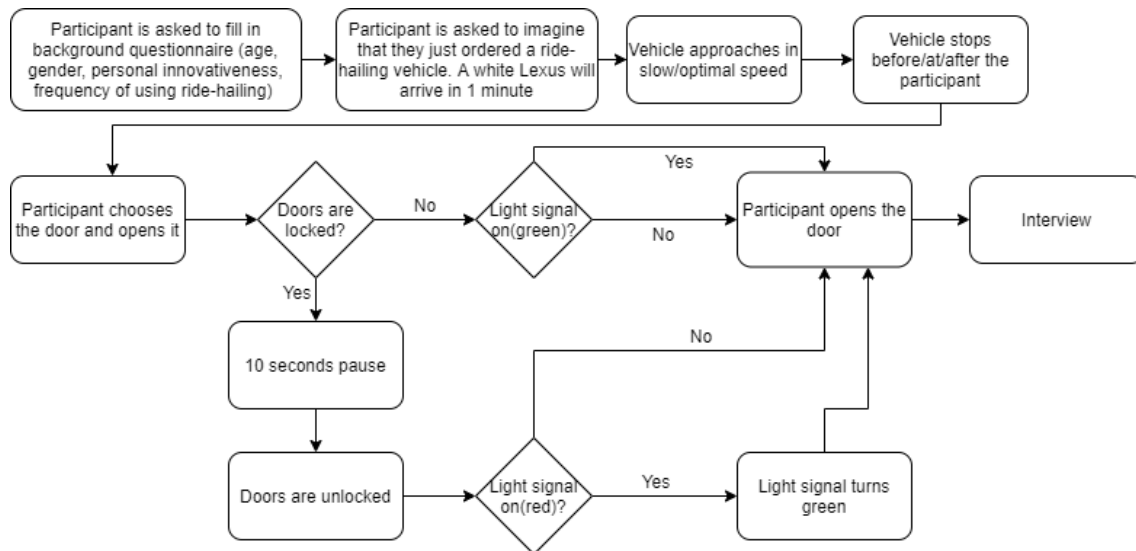 Participant is asked to fill in
background questionnaire (age,
gender, personal innovativeness,
frequency of using ride-hailing)
Participant is asked to imagine
that they just ordered a ride-
hailing vehicle. A white Lexus will
arrive in 1 minute
Vehicle approaches in
slow/optimal speed
Vehicle stops
before/at/after the
participant
Participant chooses
the door and opens it
Doors are
locked?
No
Light signal
on(green)?
Yes
No
Participant opens the
door
Interview
Yes
10 seconds pause
No
Doors are unlocked
Light signal
on(red)?
Yes
Light signal turns
green